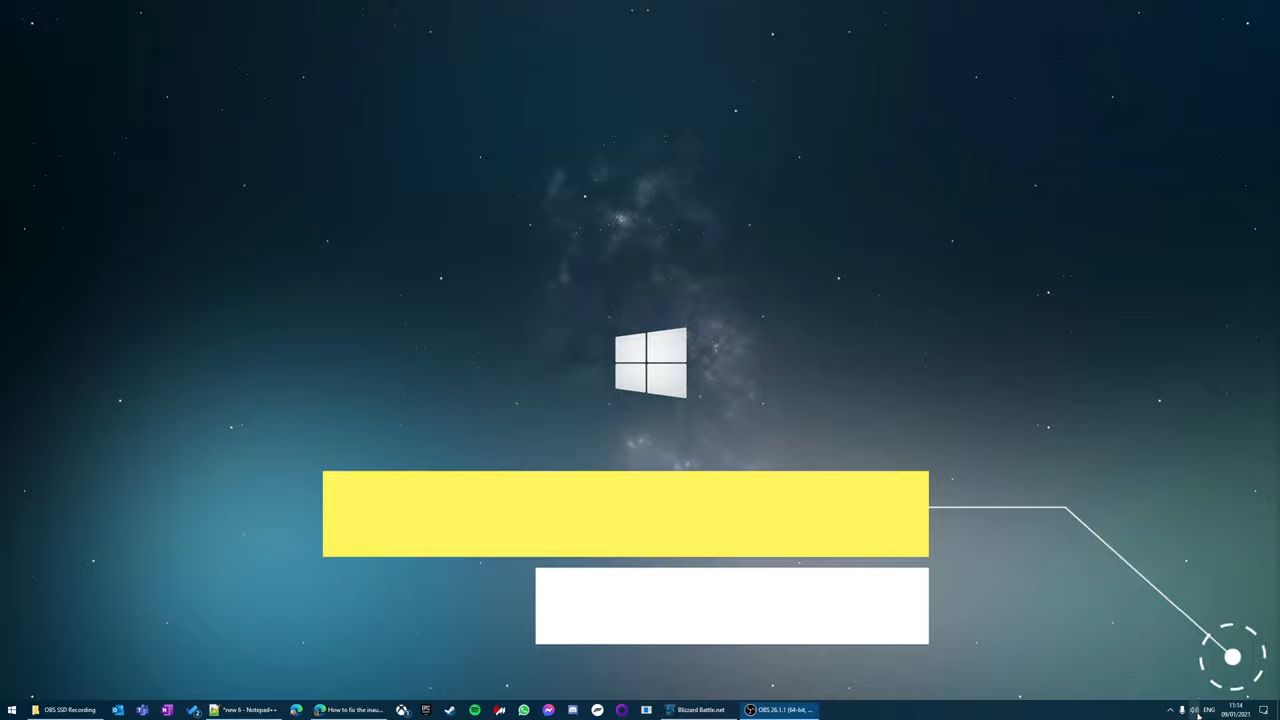 OBS SSD Recording
*new 6 - Notepad++
How to fix the inau...
Blizzard Battle.net
OBS 26.1.1 (64-bit, ...
ENG
11:14
09/01/2021